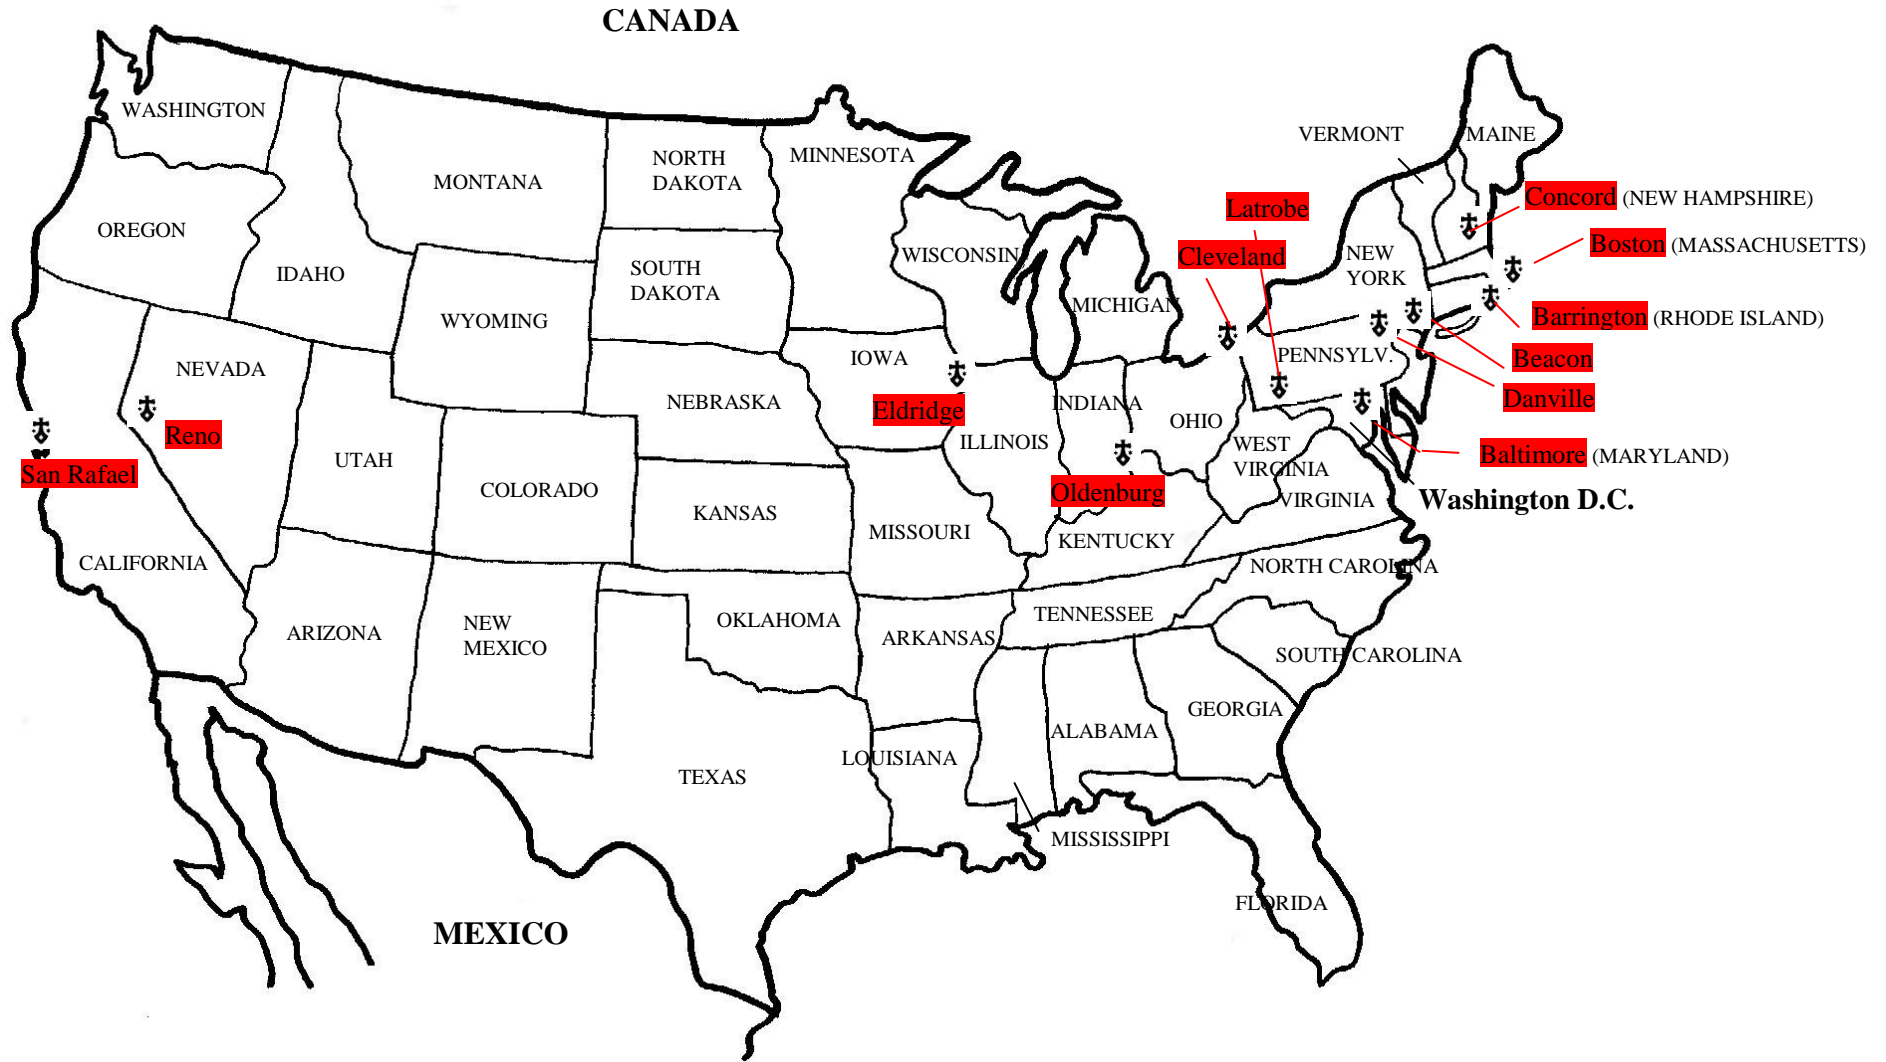 CANADA
WASHINGTON
VERMONT
MAINE
NORTH
DAKOTA
MINNESOTA
MONTANA
Concord (NEW HAMPSHIRE)
Latrobe
OREGON
Boston (MASSACHUSETTS)
Cleveland
WISCONSIN
NEW
YORK
IDAHO
SOUTH
DAKOTA
MICHIGAN
WYOMING
Barrington (RHODE ISLAND)
IOWA
PENNSYLV.
Beacon
NEVADA
NEBRASKA
Eldridge
INDIANA
Danville
OHIO
Reno
ILLINOIS
WEST
VIRGINIA
Baltimore (MARYLAND)
UTAH
San Rafael
COLORADO
Oldenburg
VIRGINIA
Washington D.C.
KANSAS
MISSOURI
KENTUCKY
CALIFORNIA
NORTH CAROLINA
TENNESSEE
OKLAHOMA
ARIZONA
NEW
MEXICO
ARKANSAS
SOUTH CAROLINA
GEORGIA
ALABAMA
LOUISIANA
TEXAS
MISSISSIPPI
FLORIDA
MEXICO